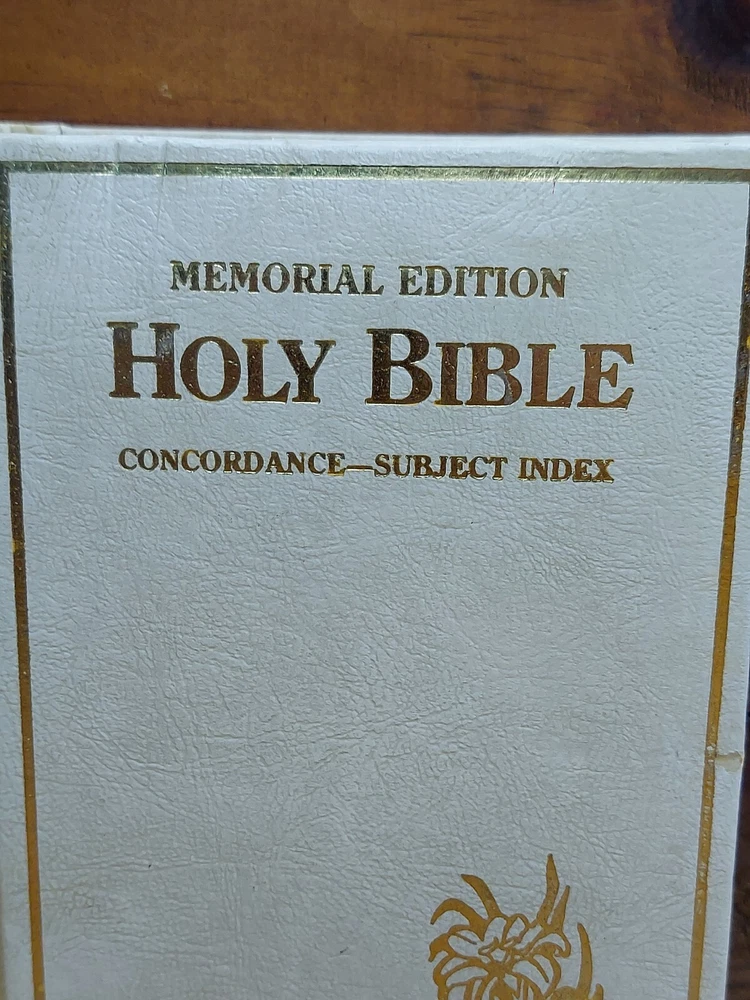 MEMORIAL EDITION
HOLY BIBLE
CONCORDANCE—SUBJECT INDEX